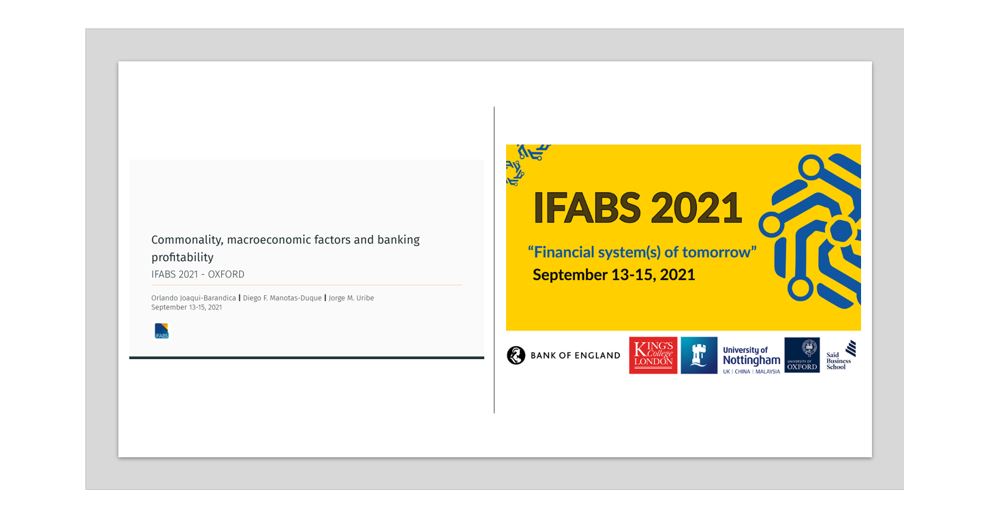 Commonality, macroeconomic factors and banking
profitability
IFABS 2021 - OXFORD
Orlando Joaqui-Barandica | Diego F. Manotas-Duque | Jorge M. Uribe
September 13-15, 2021
IFABS
IFABS 2021
“Financial system(s) of tomorrow”
September 13-15, 2021
BANK OF ENGLAND
KING'S
College
LONDON
University of
Nottingham
UK | CHINA | MALAYSIA
UNIVERSITY OF
OXFORD
Saïd
Business
School